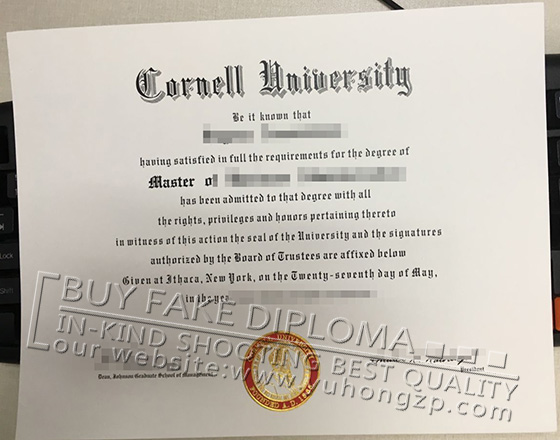 Cornell University
Be it known that
having satisfied in full the requirements for the degree of
Master of
has been admitted to that degree with all
the rights, privileges and honors pertaining thereto
in witness of this action the seal of the University and the signatures
authorized by the Board of Trustees are affixed below
Given at Ithaca, New York, on the Twenty-seventh day of May,
in the year
BUY FAKE DIPLOMA
IN-KIND SHOOTING BEST QUALITY
our website:www.yuhongzp.com
Dean, Johnson Graduate School of Management
President